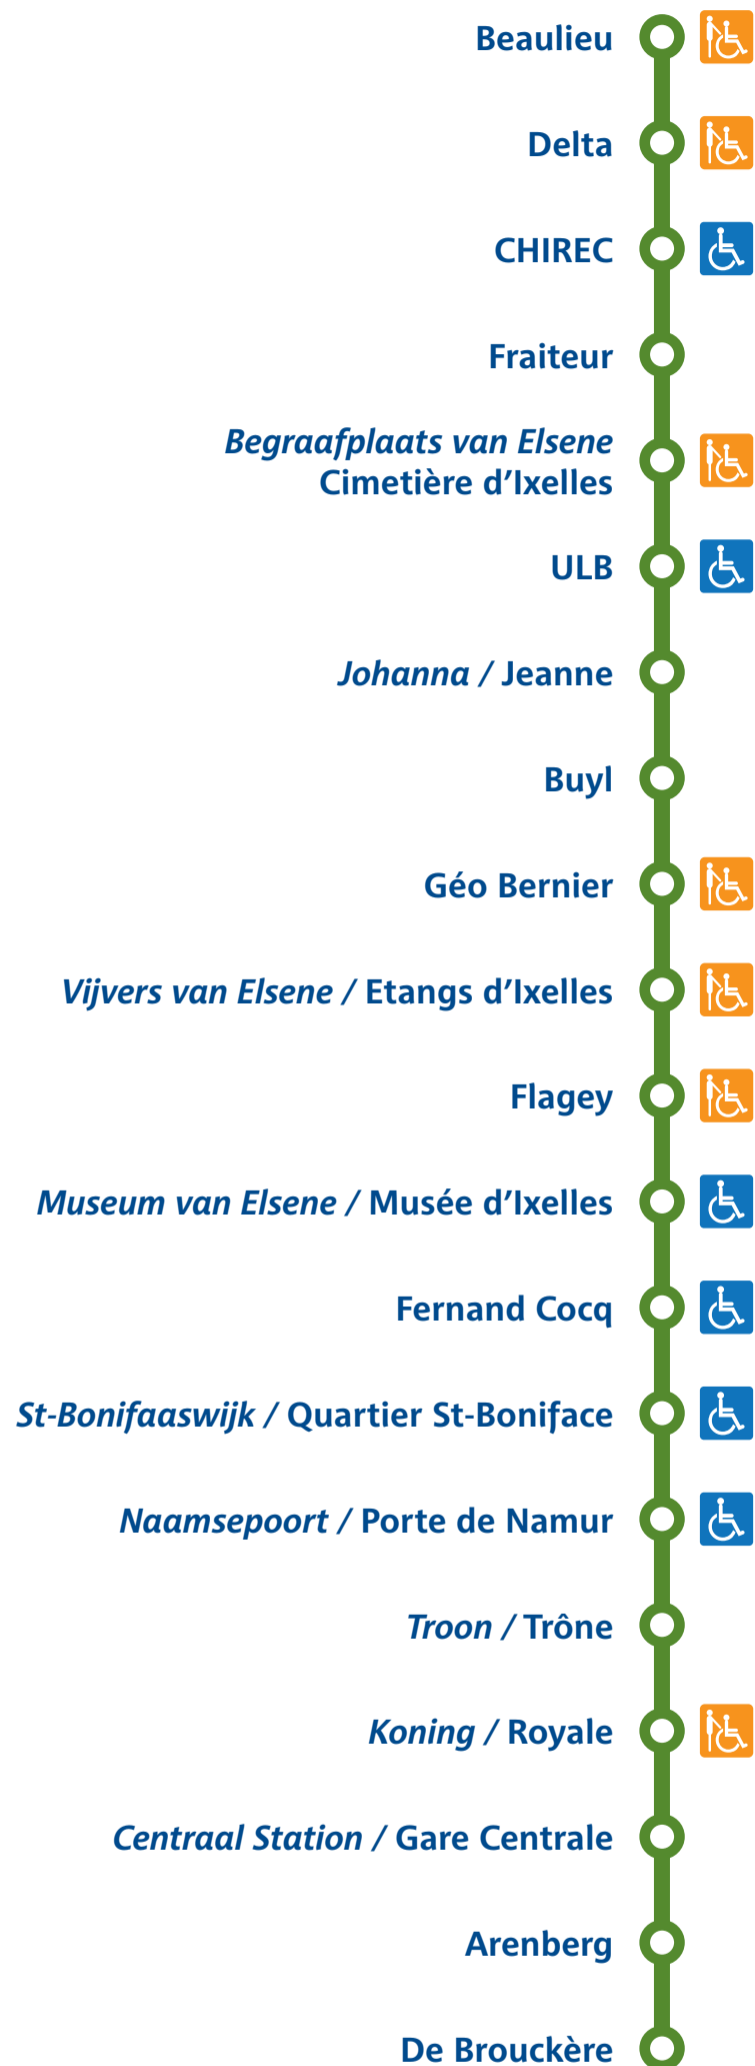 Beaulieu
Delta
CHIREC
Fraiteur
Begraafplaats van Elsene
Cimetière d’Ixelles
ULB
Johanna / Jeanne
Buyl
Géo Bernier
Vijvers van Elsene / Etangs d’Ixelles
Flagey
Museum van Elsene / Musée d’Ixelles
Fernand Cocq
St-Bonifaaswijk / Quartier St-Boniface
Naamsepoort / Porte de Namur
Troon / Trône
Koning / Royale
Centraal Station / Gare Centrale
Arenberg
De Brouckère